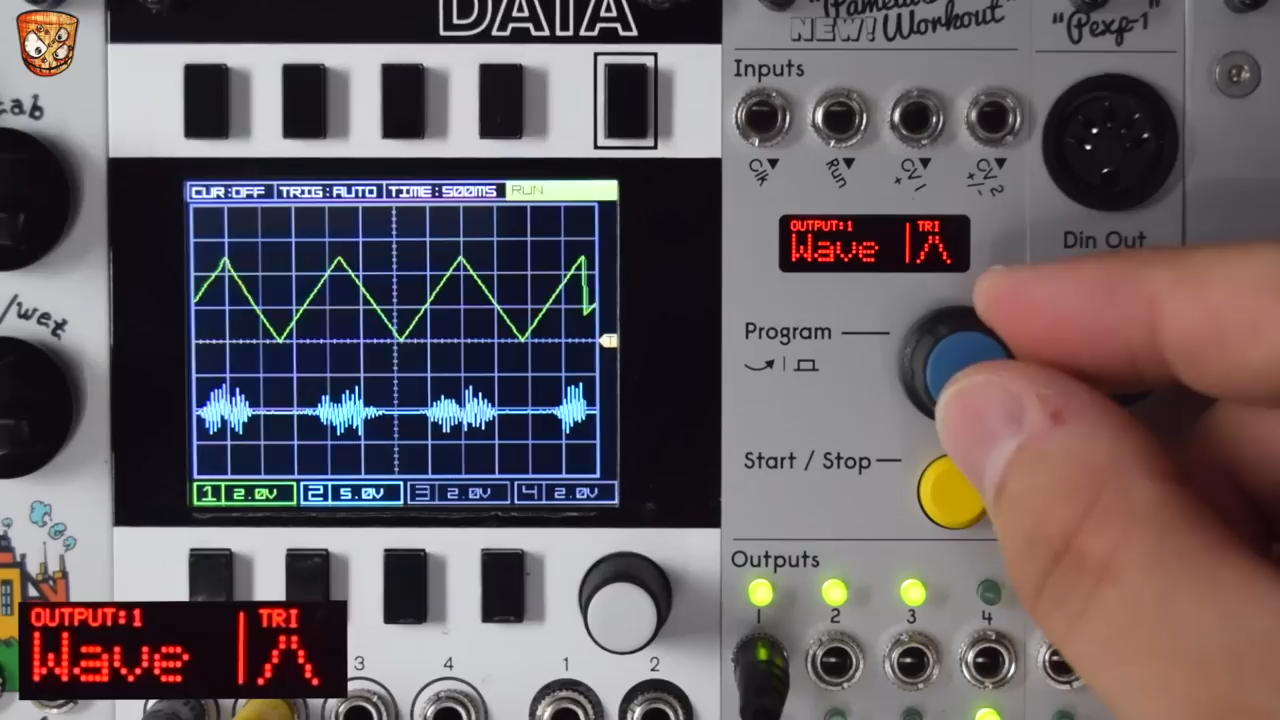 DATA
"Pamela's
NEW! Workout"
"Pexp-1"
Inputs
Clk
Run
CV 1
+
CV 2
+/-
CUR:OFF TRIG:AUTO TIME:500MS RUN
T
1 2.0V 2 5.0V 3 2.0V 4 2.0V
OUTPUT:1 TRI
Wave
Din Out
Program
Start / Stop
Outputs
1 2 3 4
/wet
OUTPUT:1 TRI
Wave
3 4 1 2